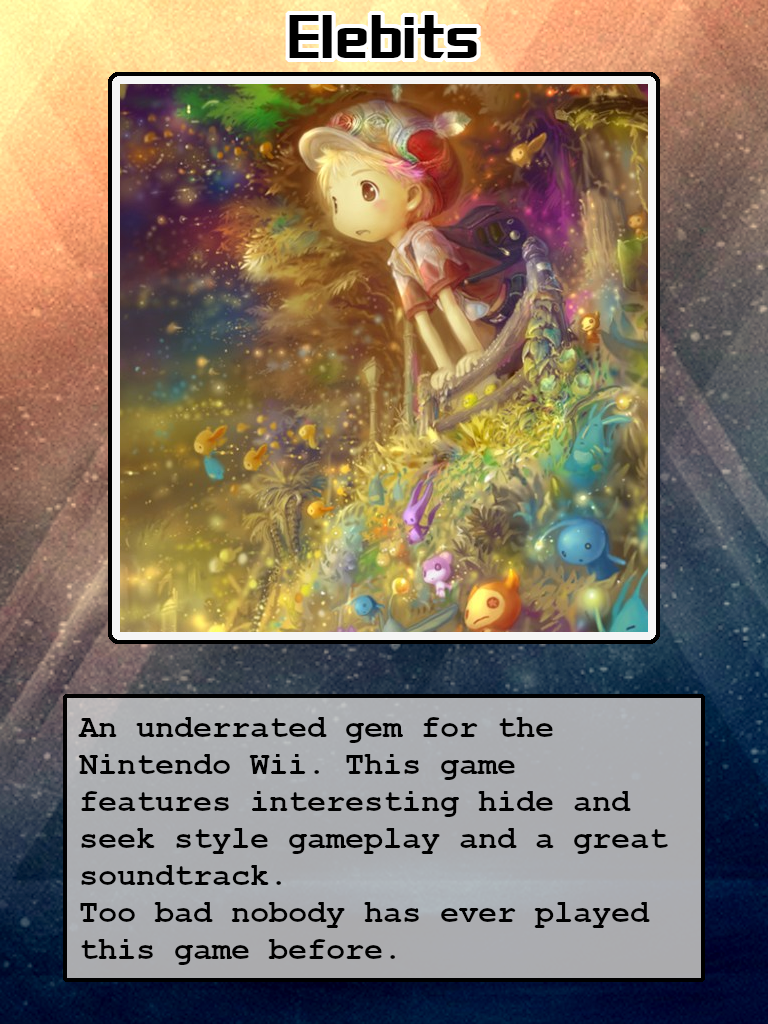 Elebits
An underrated gem for the
Nintendo Wii. This game
features interesting hide and
seek style gameplay and a great
soundtrack.
Too bad nobody has ever played
this game before.